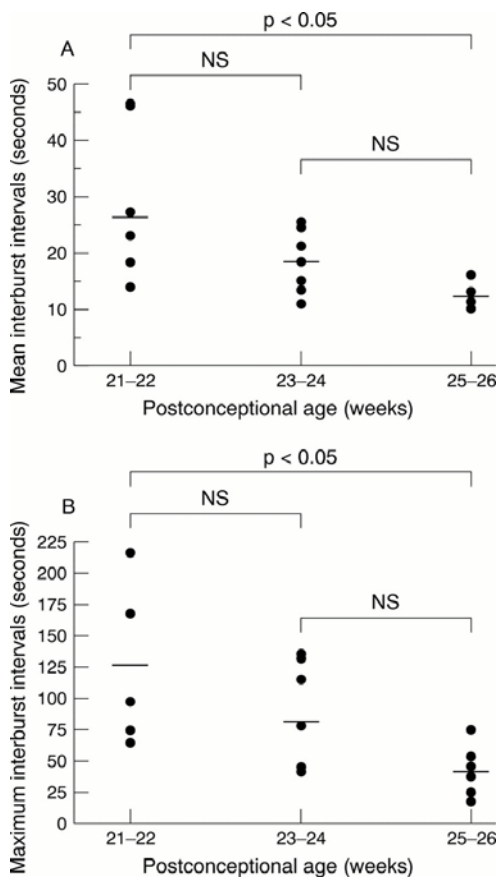 p < 0.05
A
NS
NS
Mean interburst intervals (seconds)
50
40
30
20
10
0
21–22
23–24
25–26
Postconceptional age (weeks)
p < 0.05
B
NS
NS
Maximum interburst intervals (seconds)
225
200
175
150
125
100
75
50
25
0
21–22
23–24
25–26
Postconceptional age (weeks)